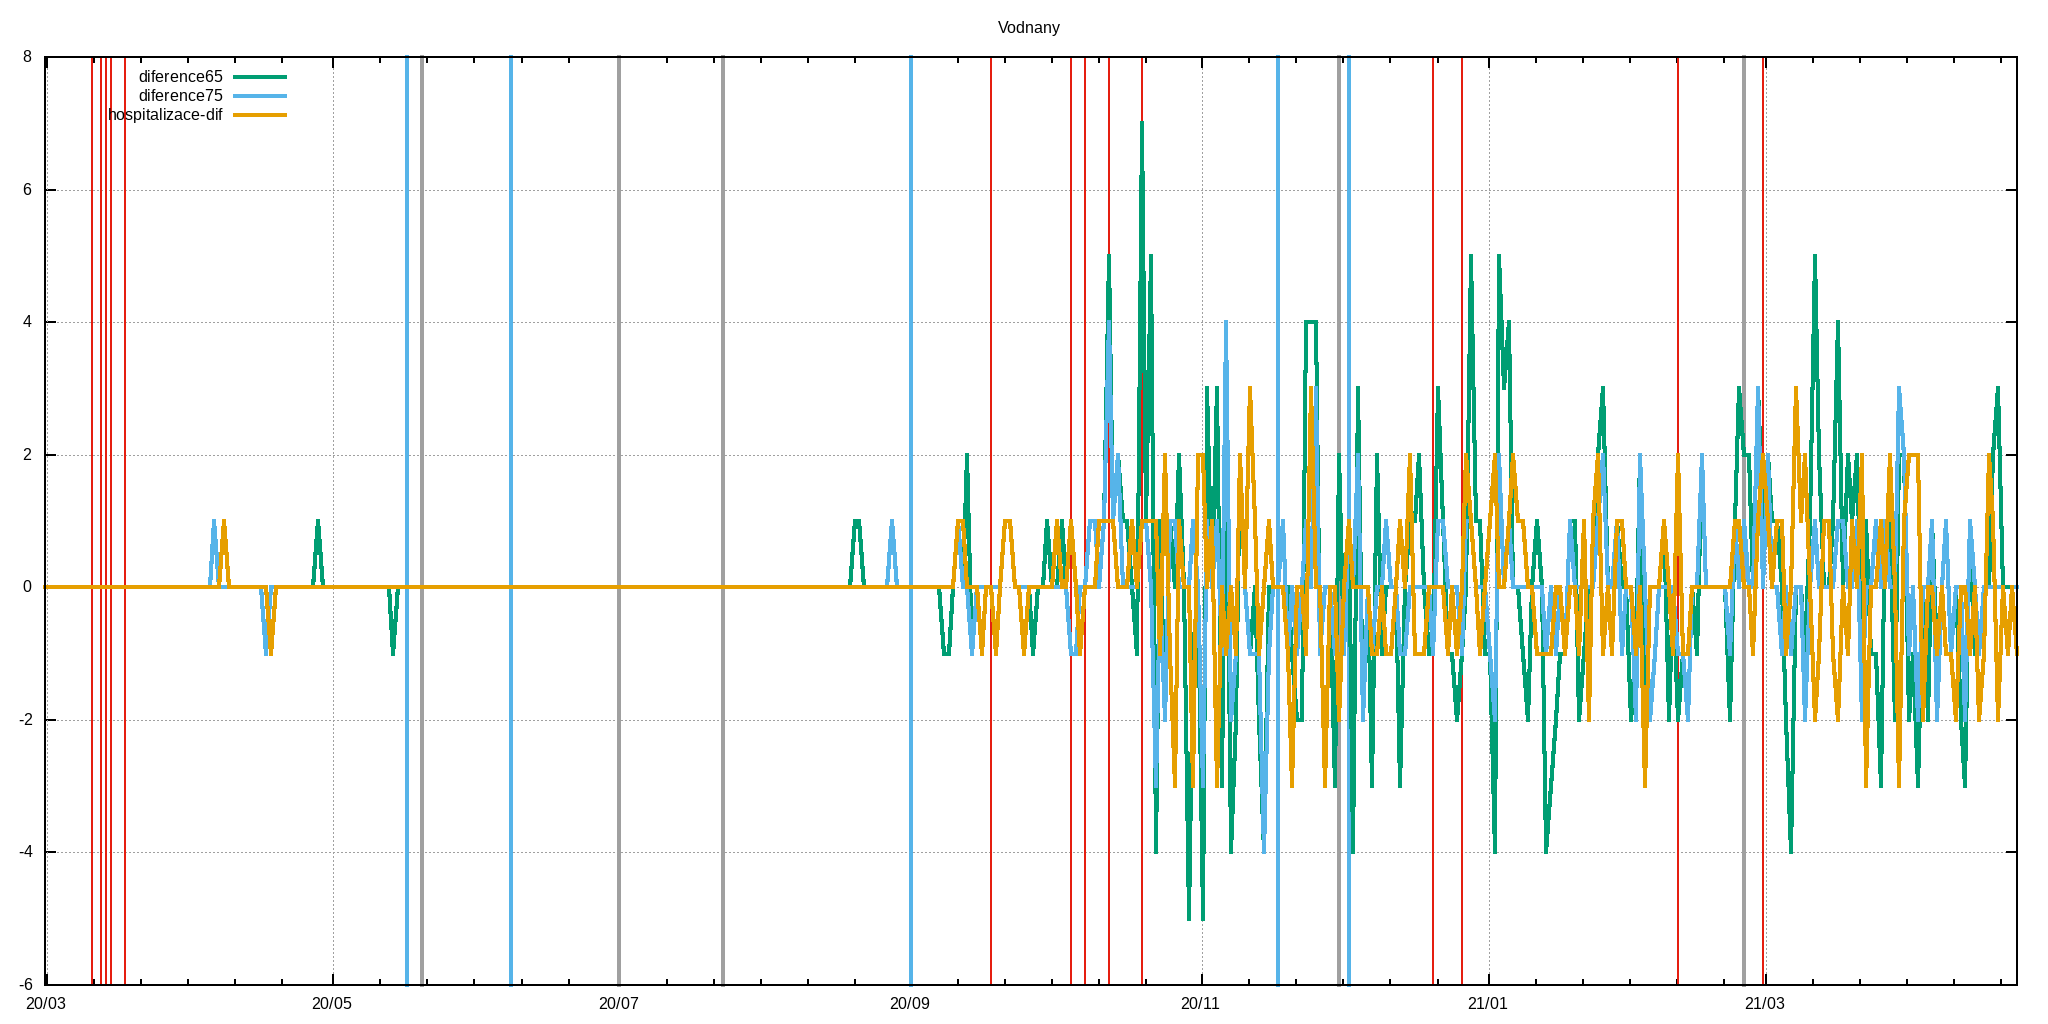 Vodnany
8
diference65
diference75
hospitalizace-dif
6
4
2
0
-2
-4
-6
20/03 20/05 20/07 20/09 20/11 21/01 21/03